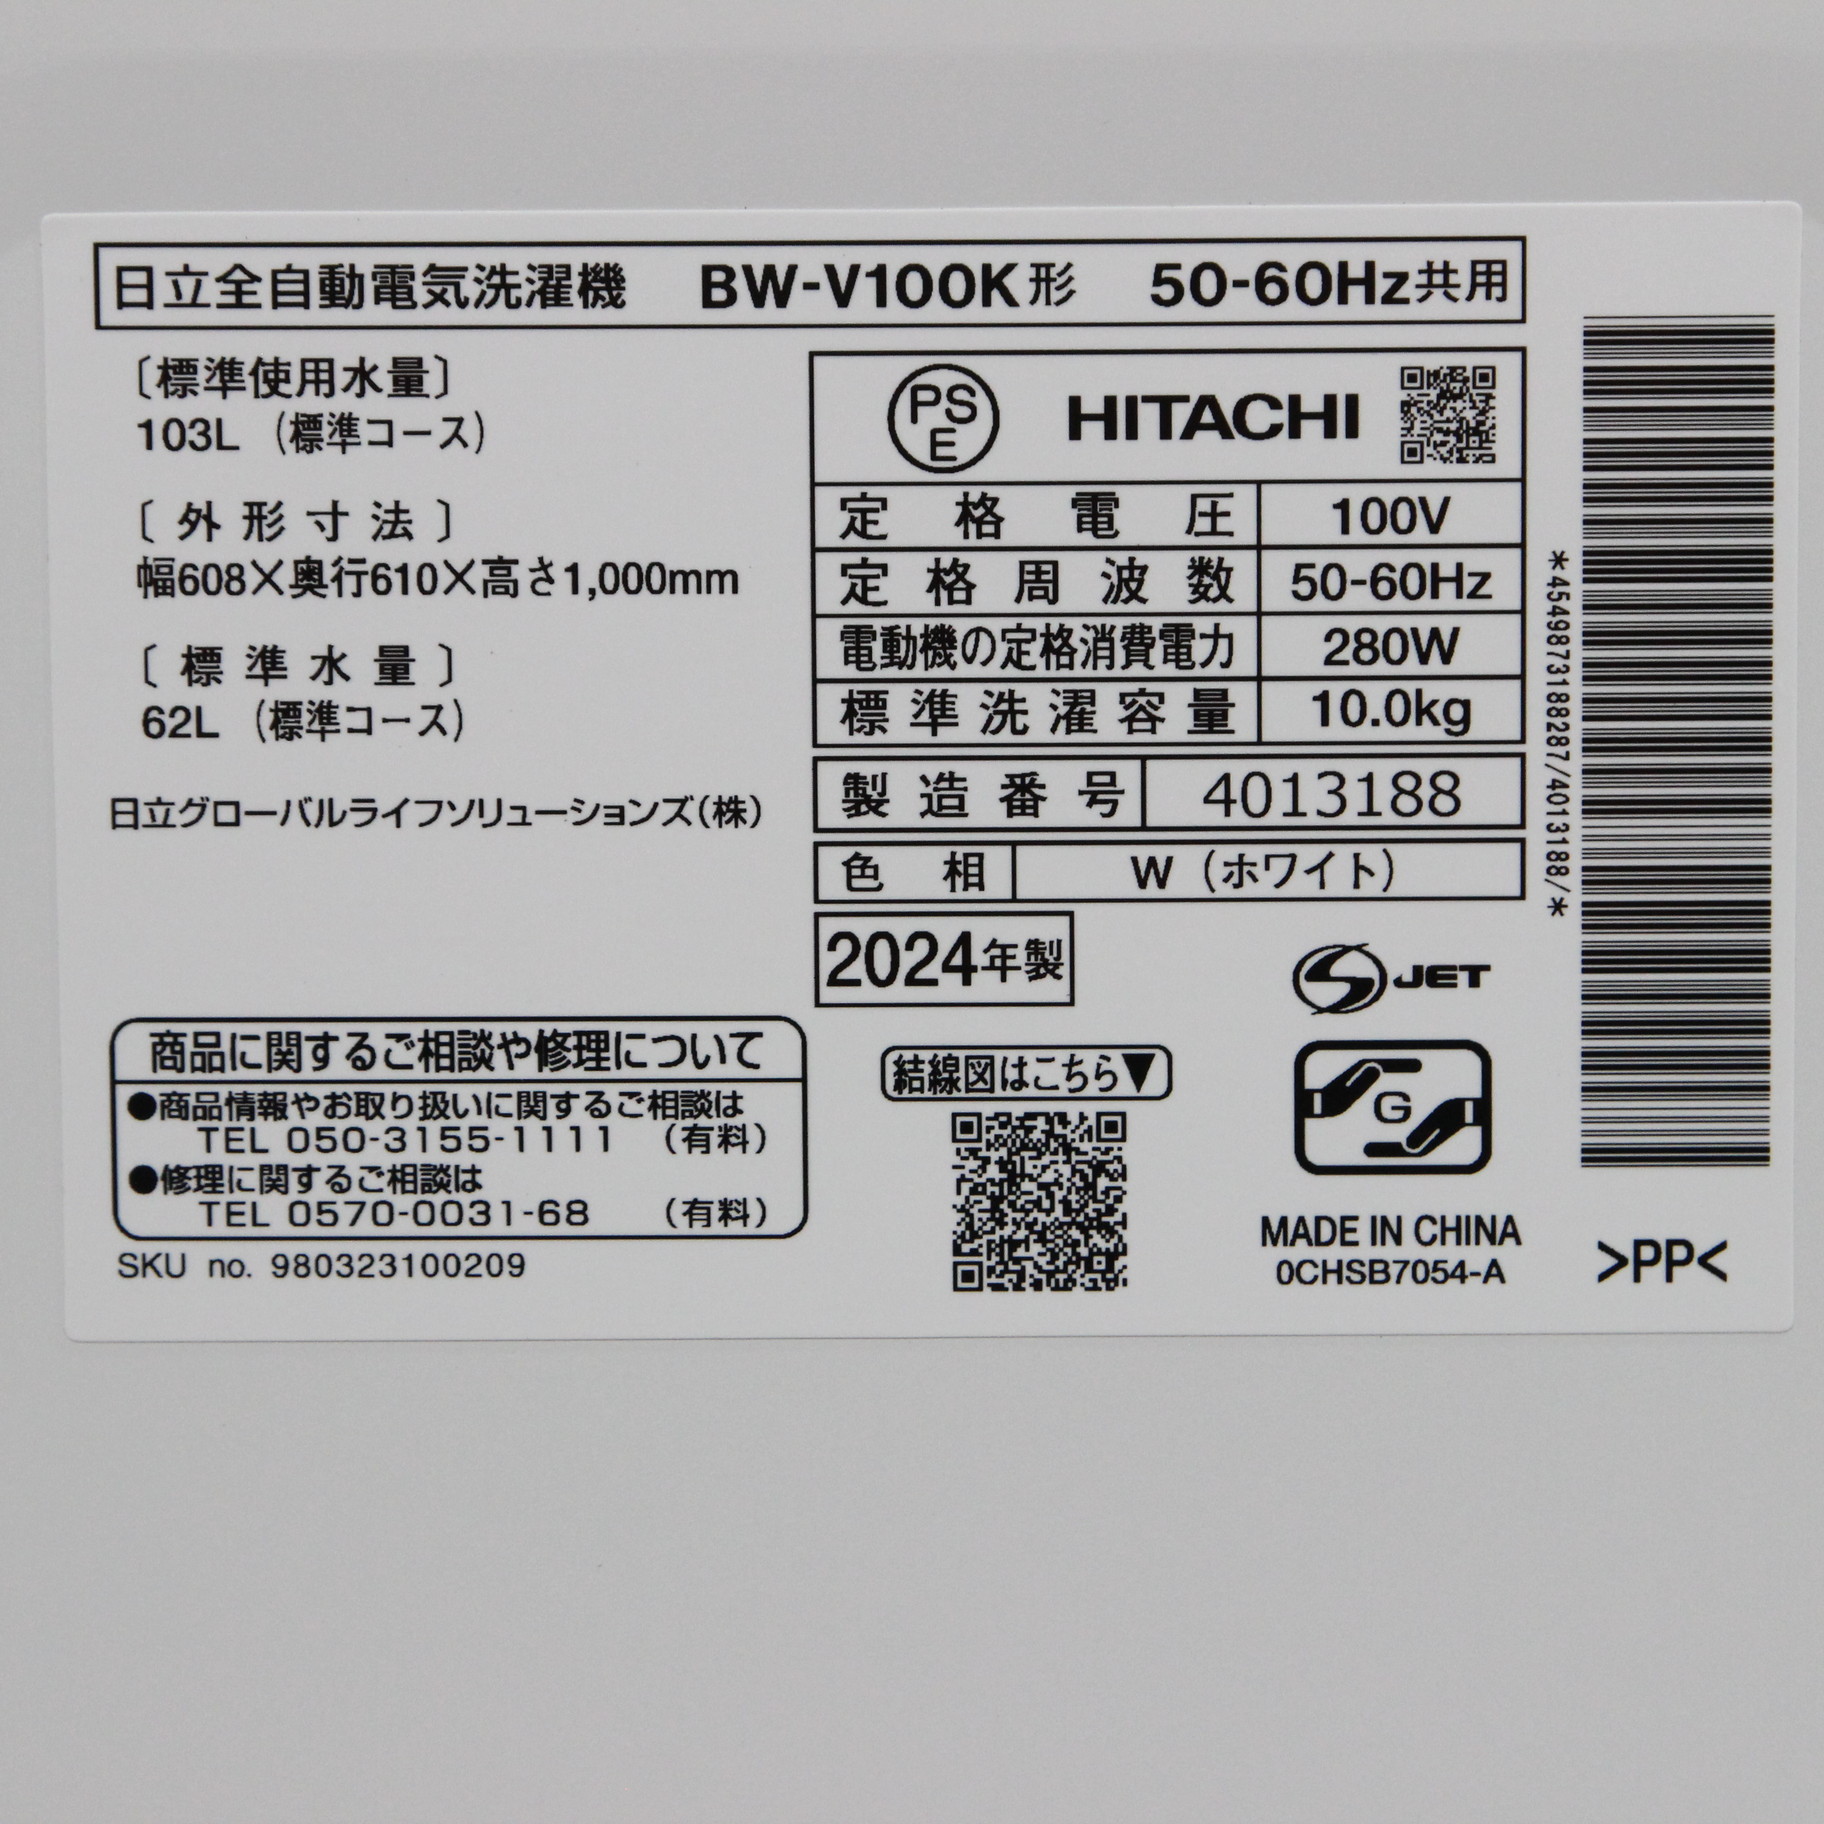 日立全自動電気洗濯機 BW-V100K形 50-60Hz共用
〔標準使用水量〕
103L （標準コース）
〔外形寸法〕
幅608×奥行610×高さ1,000mm
〔標準水量〕
62L （標準コース）
日立グローバルライフソリューションズ（株）
PS
E
HITACHI
定格電圧 100V
定格周波数 50-60Hz
電動機の定格消費電力 280W
標準洗濯容量 10.0kg
製造番号 4013188
色相 W（ホワイト）
2024年製
S JET
*4549873188287/4013188/*
商品に関するご相談や修理について
●商品情報やお取り扱いに関するご相談は
TEL 050-3155-1111 （有料）
●修理に関するご相談は
TEL 0570-0031-68 （有料）
SKU no. 980323100209
結線図はこちら▼
G
MADE IN CHINA
0CHSB7054-A
>PP<